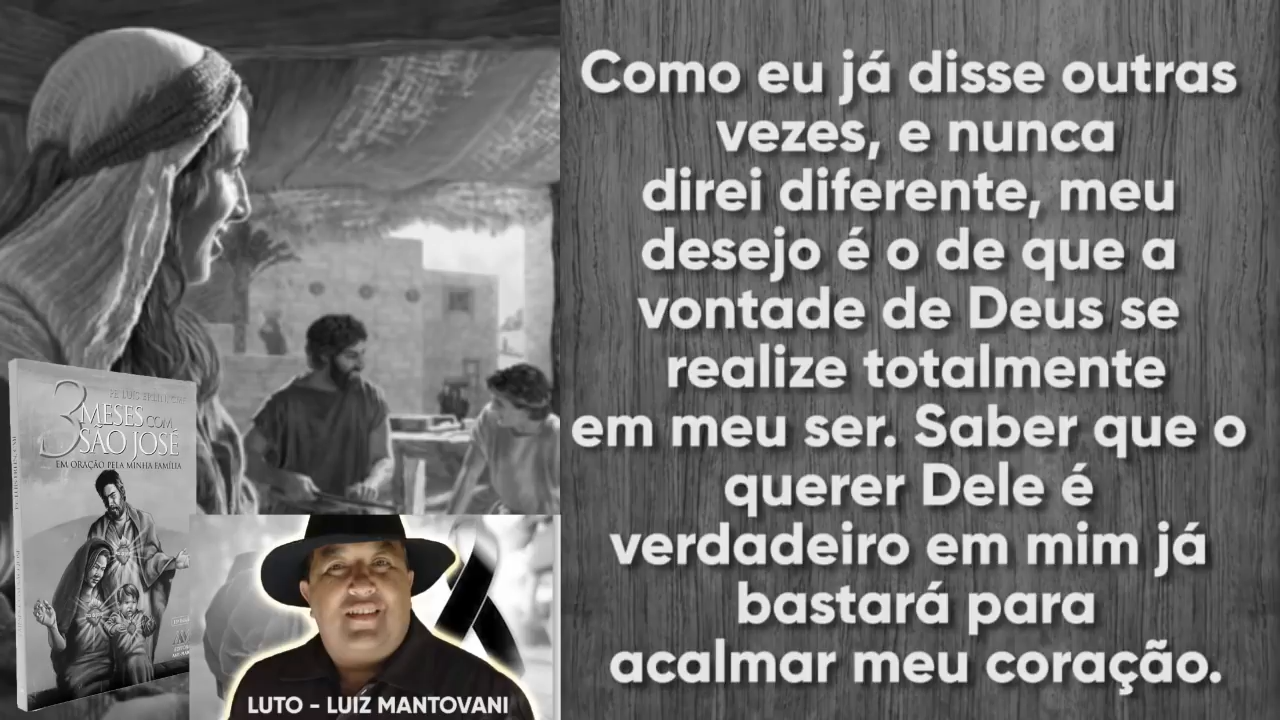 Como eu já disse outras
vezes, e nunca
direi diferente, meu
desejo é o de que a
vontade de Deus se
realize totalmente
em meu ser. Saber que o
querer Dele é
verdadeiro em mim já
bastará para
acalmar meu coração.
3 MESES COM
SÃO JOSÉ
EM ORAÇÃO PELA MINHA FAMÍLIA
LUTO - LUIZ MANTOVANI